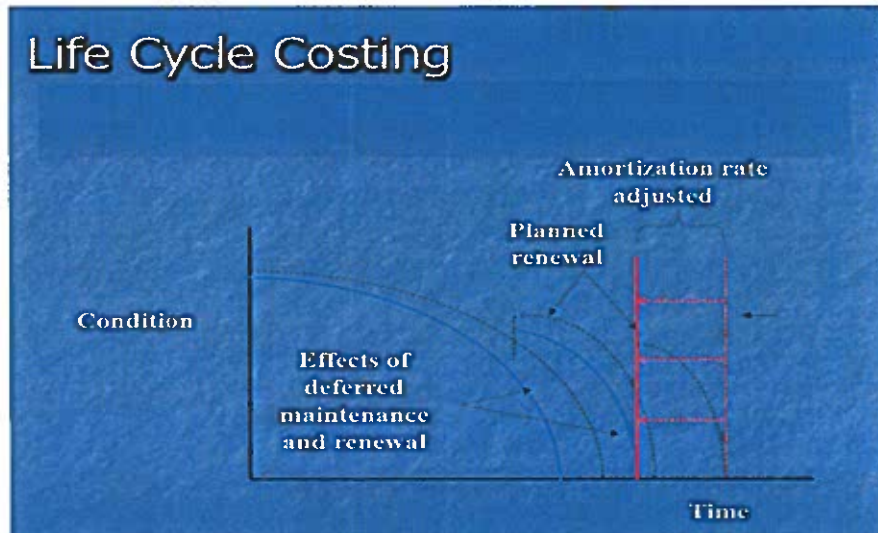 Life Cycle Costing
Amortization rate
adjusted
Planned
renewal
Condition
Effects of
deferred
maintenance
and renewal
Time